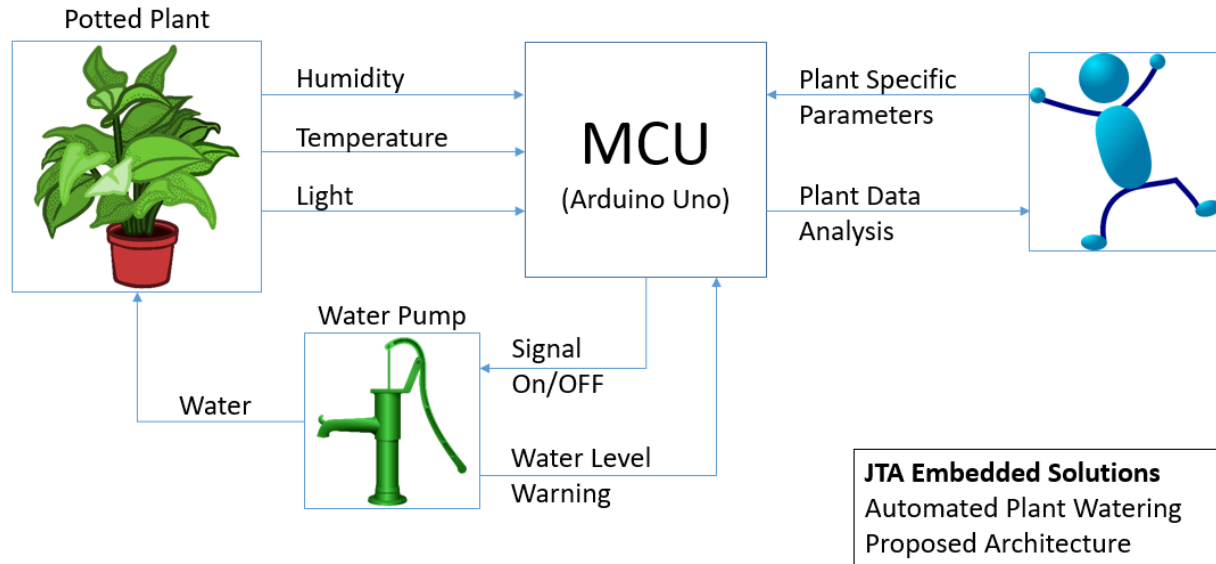 Potted Plant
Humidity
Temperature
Light
MCU
(Arduino Uno)
Plant Specific
Parameters
Plant Data
Analysis
Water Pump
Signal
On/OFF
Water
Water Level
Warning
JTA Embedded Solutions
Automated Plant Watering
Proposed Architecture